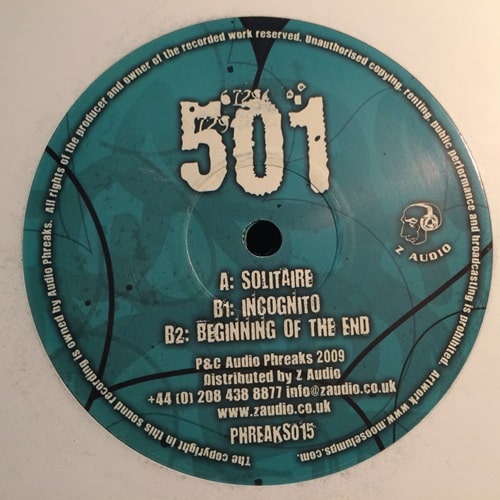 67296
501
729
Z AUDIO
A: SOLITAIRE
B1: INCOGNITO
B2: BEGINNING OF THE END
P&C Audio Phreaks 2009
Distributed by Z Audio
+44 (0) 208 438 8877 info@zaudio.co.uk
www.zaudio.co.uk
PHREAKS015
The copyright in this sound recording is owned by Audio Phreaks. All rights of the producer and owner of the recorded work reserved. Unauthorised copying, renting, public performance and broadcasting is prohibited. Artwork www.mooselumps.com.